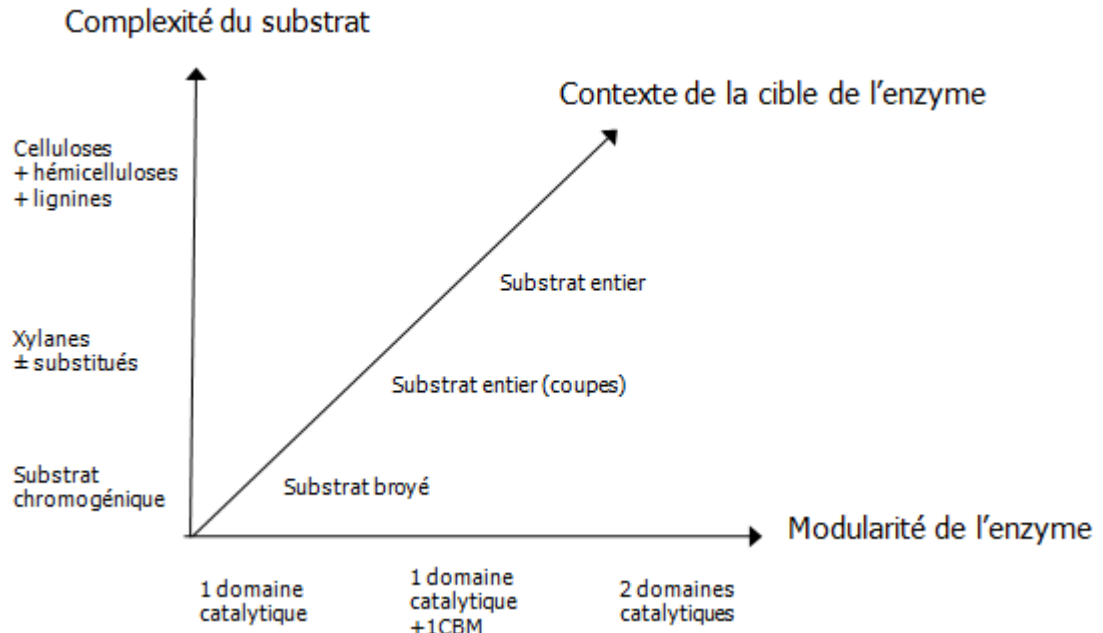 Complexité du substrat
Contexte de la cible de l'enzyme
Celluloses
+ hémicelluloses
+ lignines
Substrat entier
Xylanes
± substitués
Substrat entier (coupes)
Substrat
chromogénique
Substrat broyé
Modularité de l'enzyme
1 domaine
catalytique
1 domaine
catalytique
+1CBM
2 domaines
catalytiques